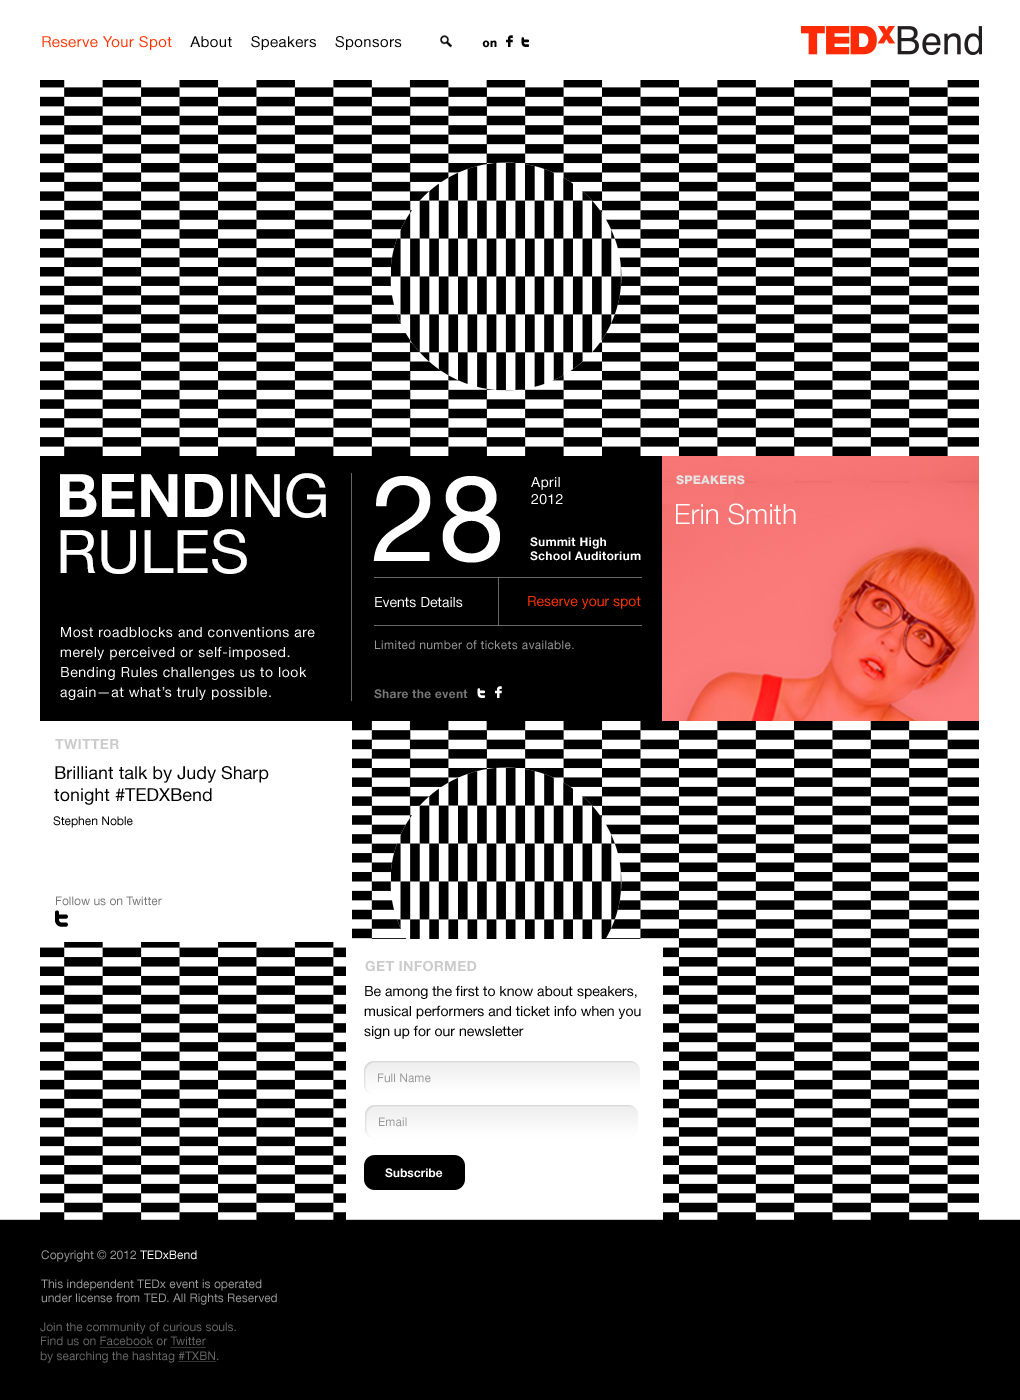 Reserve Your Spot About Speakers Sponsors on
TEDxBend
BENDING
RULES
Most roadblocks and conventions are
merely perceived or self-imposed.
Bending Rules challenges us to look
again—at what's truly possible.
28
April
2012
Summit High
School Auditorium
Events Details
Reserve your spot
Limited number of tickets available.
Share the event
SPEAKERS
Erin Smith
TWITTER
Brilliant talk by Judy Sharp
tonight #TEDXBend
Stephen Noble
Follow us on Twitter
GET INFORMED
Be among the first to know about speakers,
musical performers and ticket info when you
sign up for our newsletter
Full Name
Email
Subscribe
Copyright © 2012 TEDxBend
This independent TEDx event is operated
under license from TED. All Rights Reserved
Join the community of curious souls.
Find us on Facebook or Twitter
by searching the hashtag #TXBN.